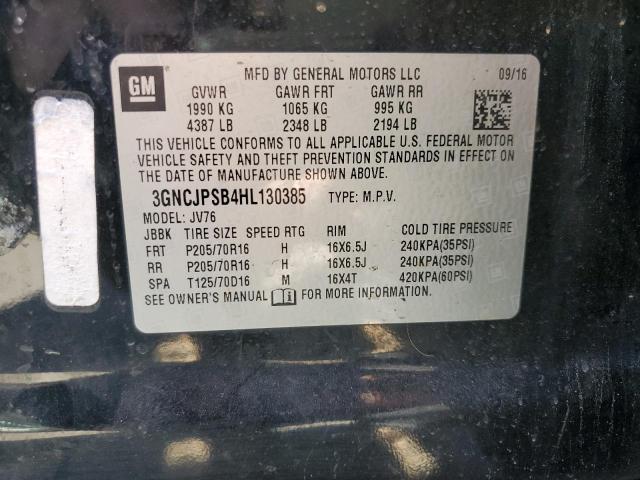 GM
MFD BY GENERAL MOTORS LLC 09/16
GVWR GAWR FRT GAWR RR
1990 KG 1065 KG 995 KG
4387 LB 2348 LB 2194 LB
THIS VEHICLE CONFORMS TO ALL APPLICABLE U.S. FEDERAL MOTOR
VEHICLE SAFETY AND THEFT PREVENTION STANDARDS IN EFFECT ON
THE DATE OF MANUFACTURE SHOWN ABOVE.
3GNCJPSB4HL130385 TYPE: M.P.V.
MODEL: JV76
JBBK TIRE SIZE SPEED RTG RIM COLD TIRE PRESSURE
FRT P205/70R16 H 16X6.5J 240KPA(35PSI)
RR P205/70R16 H 16X6.5J 240KPA(35PSI)
SPA T125/70D16 M 16X4T 420KPA(60PSI)
SEE OWNER'S MANUAL FOR MORE INFORMATION.